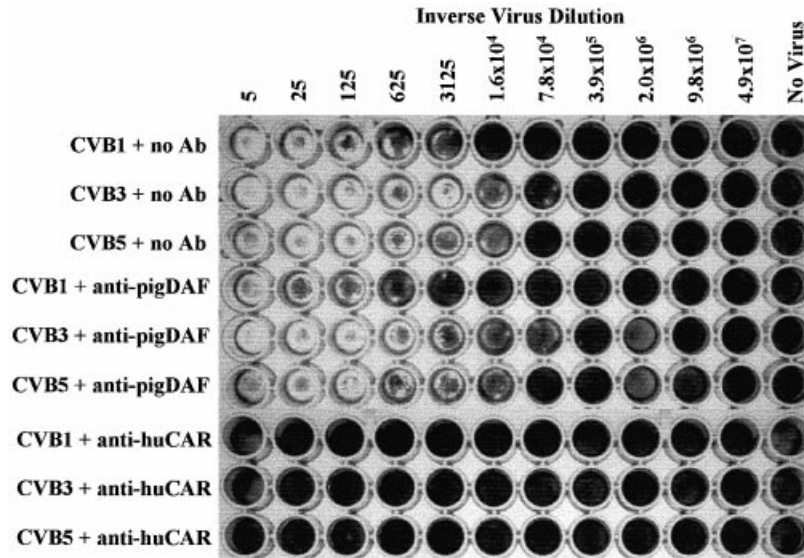 Inverse Virus Dilution
5 25 125 625 3125 1.6x10⁴ 7.8x10⁴ 3.9x10⁵ 2.0x10⁶ 9.8x10⁶ 4.9x10⁷ No Virus
CVB1 + no Ab
CVB3 + no Ab
CVB5 + no Ab
CVB1 + anti-pigDAF
CVB3 + anti-pigDAF
CVB5 + anti-pigDAF
CVB1 + anti-huCAR
CVB3 + anti-huCAR
CVB5 + anti-huCAR